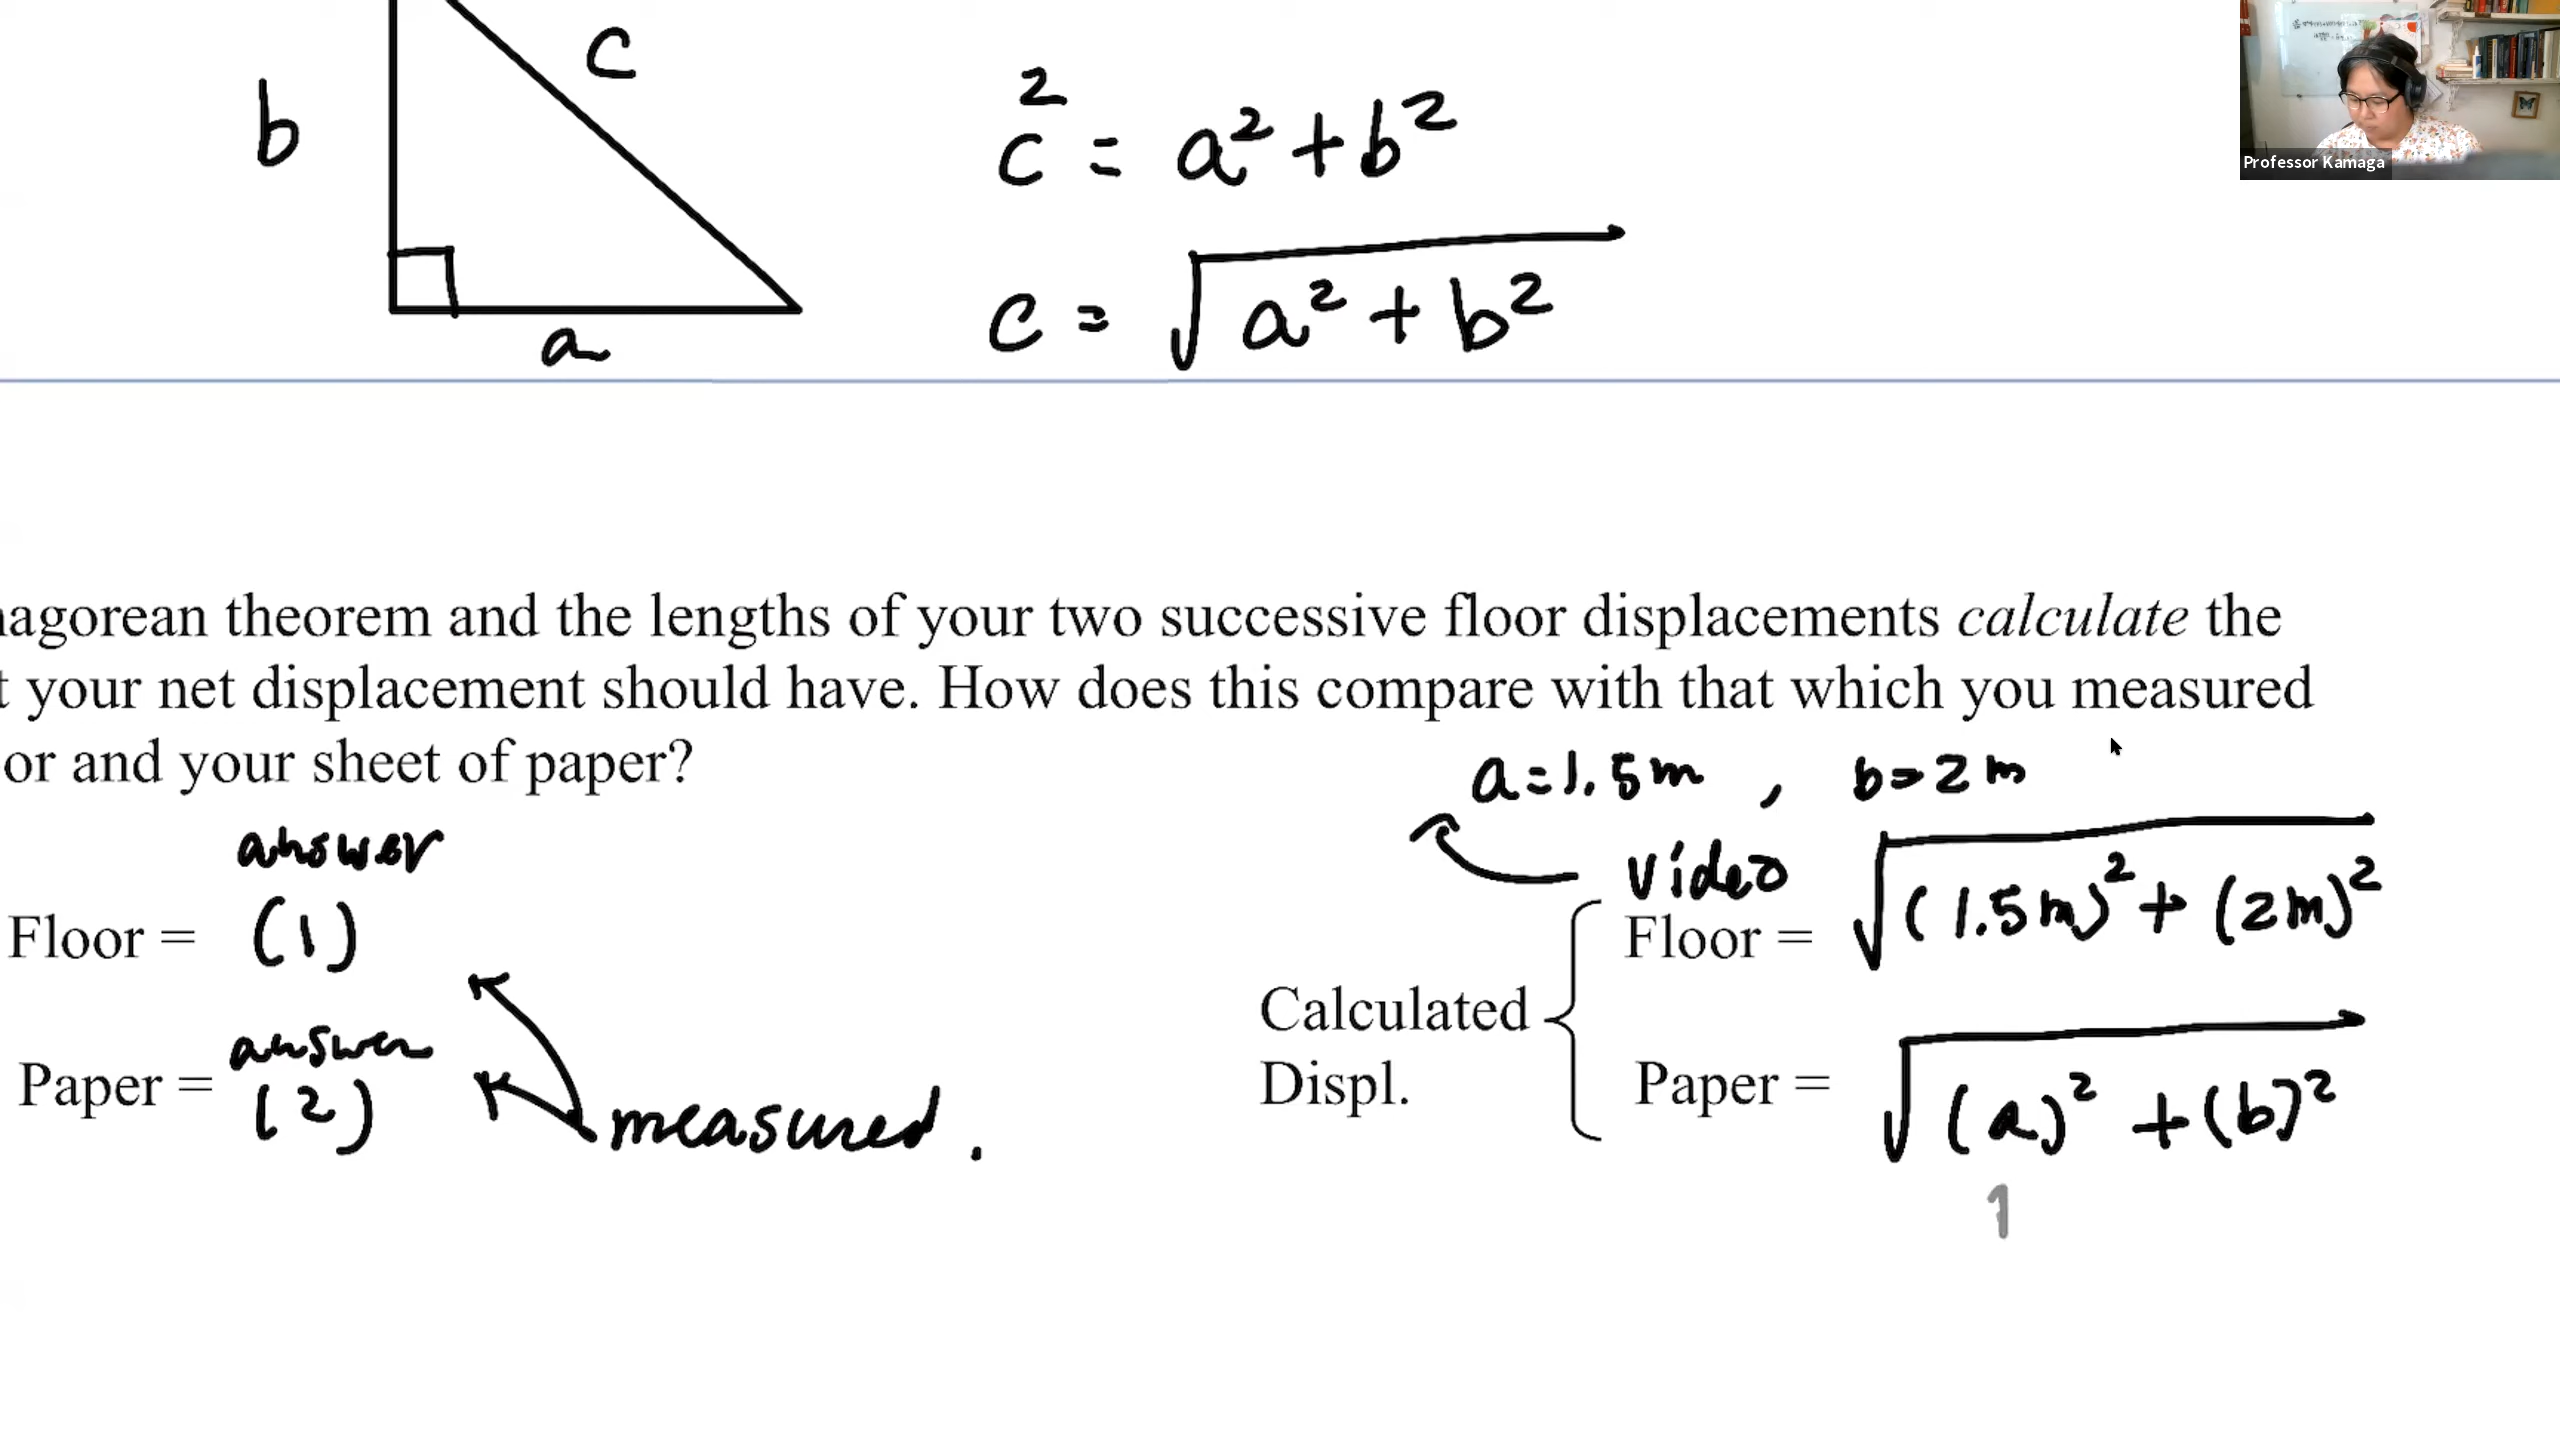 c
b
c² = a² + b²
c = √a² + b²
a
Professor Kamaga
agorean theorem and the lengths of your two successive floor displacements calculate the
t your net displacement should have. How does this compare with that which you measured
or and your sheet of paper?
a=1.5m , b=2m
answer
video
Floor = (1)
Floor = √(1.5m)² + (2m)²
Calculated
Displ.
answer
Paper = (2)
measured.
Paper = √(a)² + (b)²
1